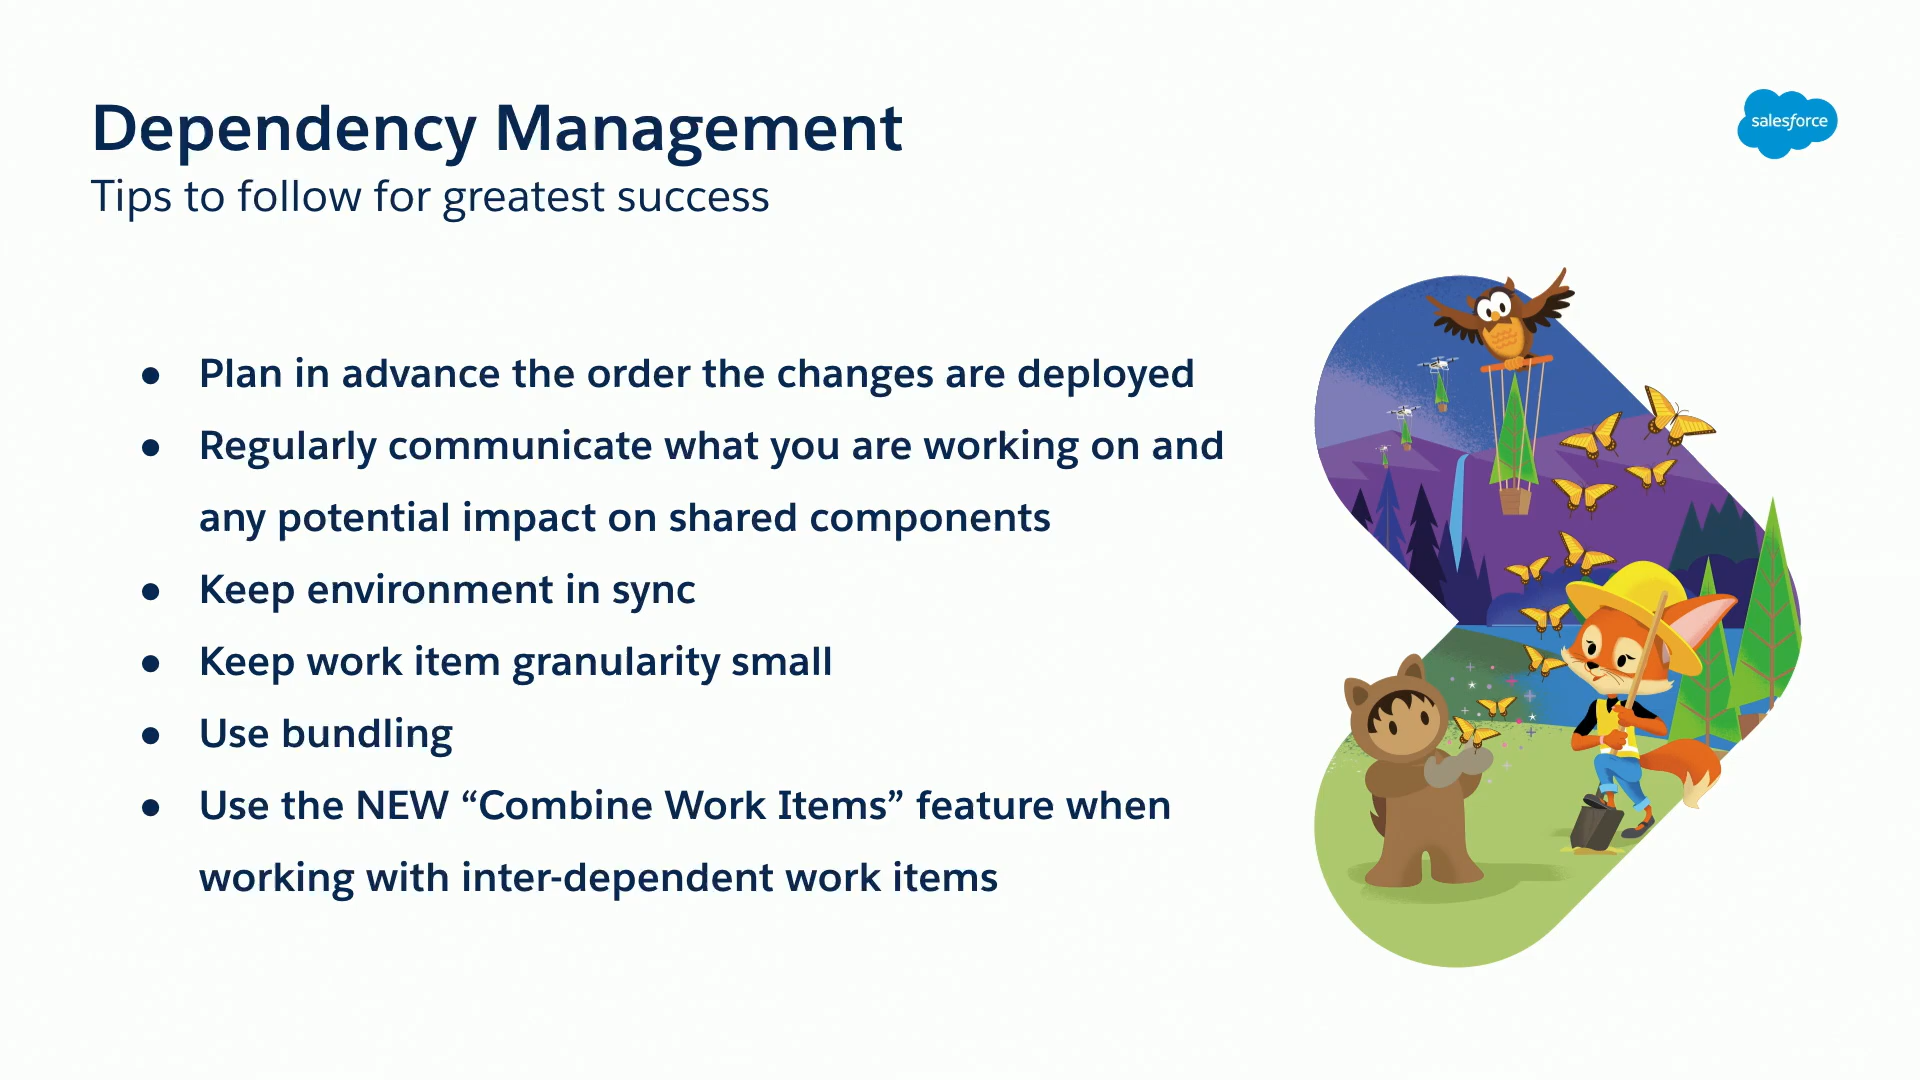 Dependency Management
Tips to follow for greatest success
salesforce
● Plan in advance the order the changes are deployed
● Regularly communicate what you are working on and
any potential impact on shared components
● Keep environment in sync
● Keep work item granularity small
● Use bundling
● Use the NEW “Combine Work Items” feature when
working with inter-dependent work items